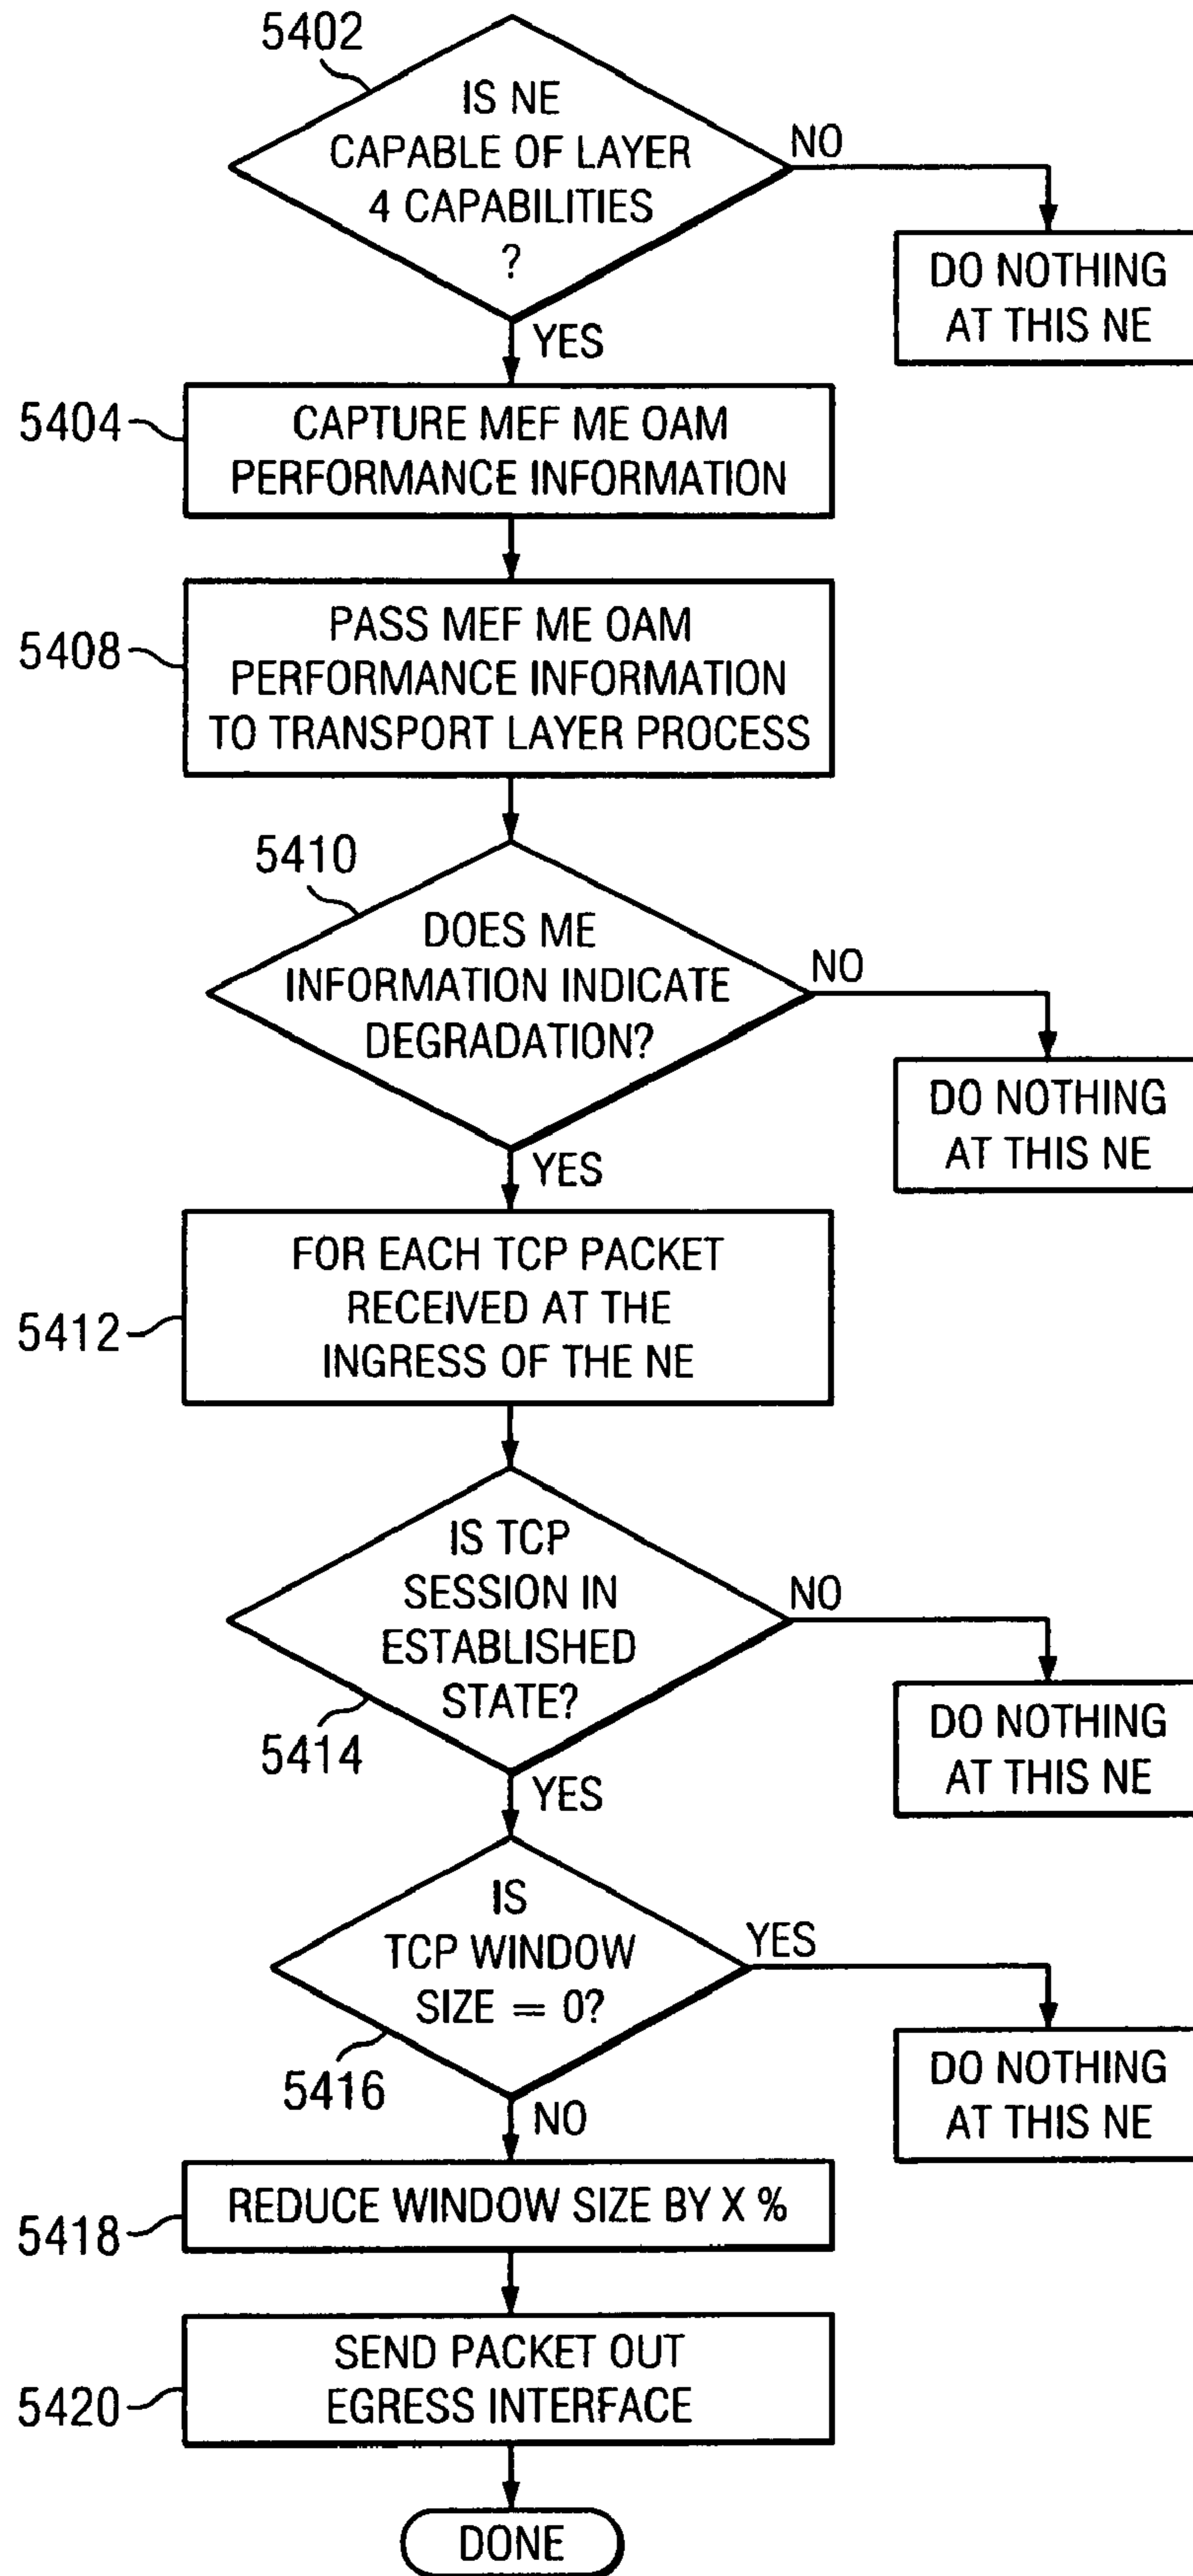 5402
IS NE
CAPABLE OF LAYER
4 CAPABILITIES
?
NO
DO NOTHING
AT THIS NE
YES
5404
CAPTURE MEF ME OAM
PERFORMANCE INFORMATION
5408
PASS MEF ME OAM
PERFORMANCE INFORMATION
TO TRANSPORT LAYER PROCESS
5410
DOES ME
INFORMATION INDICATE
DEGRADATION?
NO
DO NOTHING
AT THIS NE
YES
5412
FOR EACH TCP PACKET
RECEIVED AT THE
INGRESS OF THE NE
IS TCP
SESSION IN
ESTABLISHED
STATE?
5414
NO
DO NOTHING
AT THIS NE
YES
IS
TCP WINDOW
SIZE = 0?
5416
YES
DO NOTHING
AT THIS NE
NO
5418
REDUCE WINDOW SIZE BY X %
5420
SEND PACKET OUT
EGRESS INTERFACE
DONE